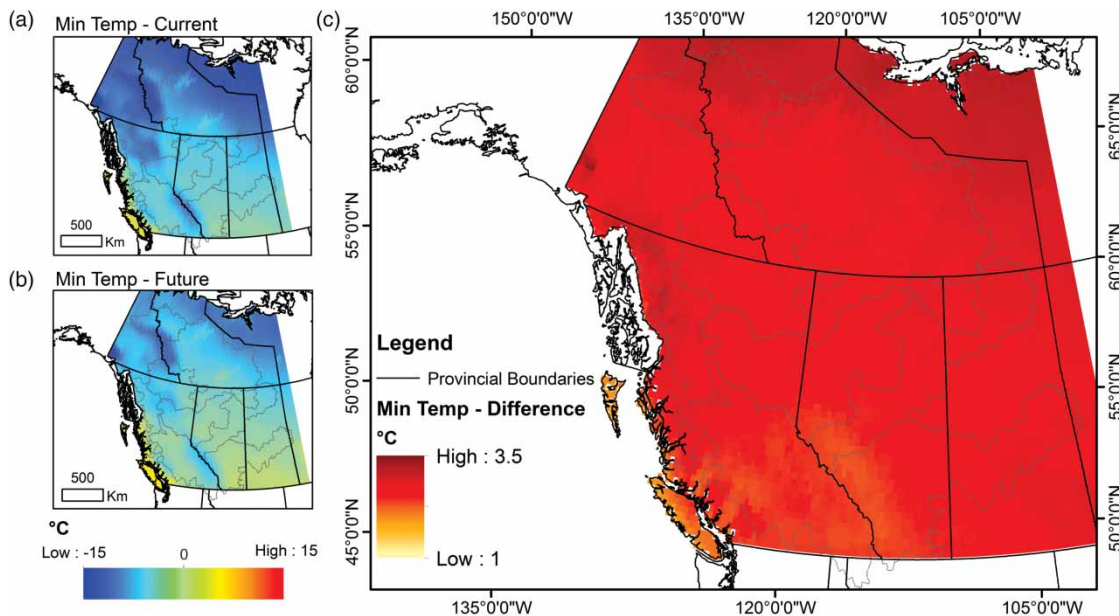 (a)
Min Temp - Current
500
Km
(b)
Min Temp - Future
500
Km
°C
Low : -15
0
High : 15
(c)
150°0'0"W
135°0'0"W
120°0'0"W
105°0'0"W
60°0'0"N
55°0'0"N
50°0'0"N
45°0'0"N
65°0'0"N
60°0'0"N
55°0'0"N
50°0'0"N
Legend
Provincial Boundaries
Min Temp - Difference
°C
High : 3.5
Low : 1
135°0'0"W
120°0'0"W
105°0'0"W